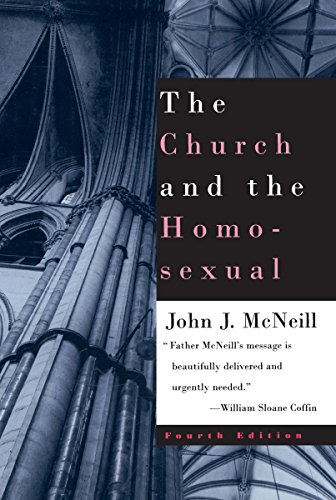 The
Church
and the
Homo-
sexual
John J. McNeill
“Father McNeill's message is
beautifully delivered and
urgently needed.”
—William Sloane Coffin
Fourth Edition